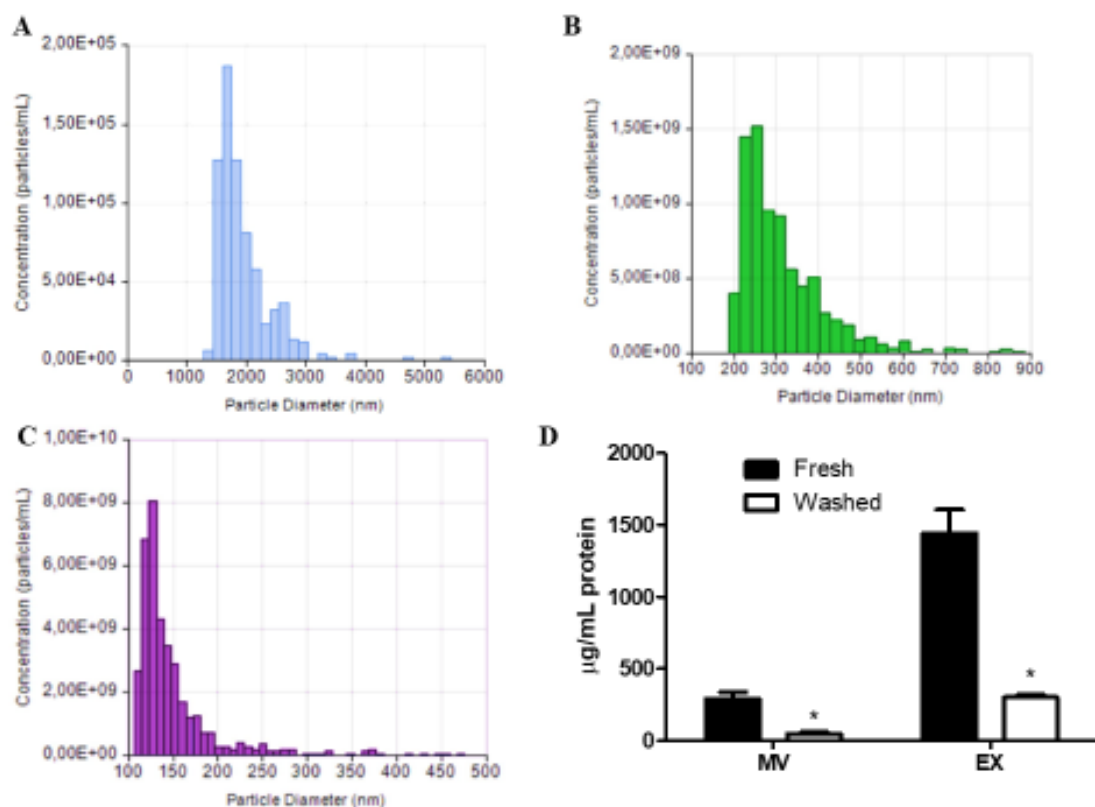 A
2,00E+05
1,50E+05
1,00E+05
5,00E+04
0,00E+00
Concentration (particles/mL)
0 1000 2000 3000 4000 5000 6000
Particle Diameter (nm)
B
2,00E+09
1,50E+09
1,00E+09
5,00E+08
0,00E+00
Concentration (particles/mL)
100 200 300 400 500 600 700 800 900
Particle Diameter (nm)
C
1,00E+10
8,00E+09
6,00E+09
4,00E+09
2,00E+09
0,00E+00
Concentration (particles/mL)
100 150 200 250 300 350 400 450 500
Particle Diameter (nm)
D
2000
1500
1000
500
0
µg/mL protein
Fresh
Washed
*
*
MV EX